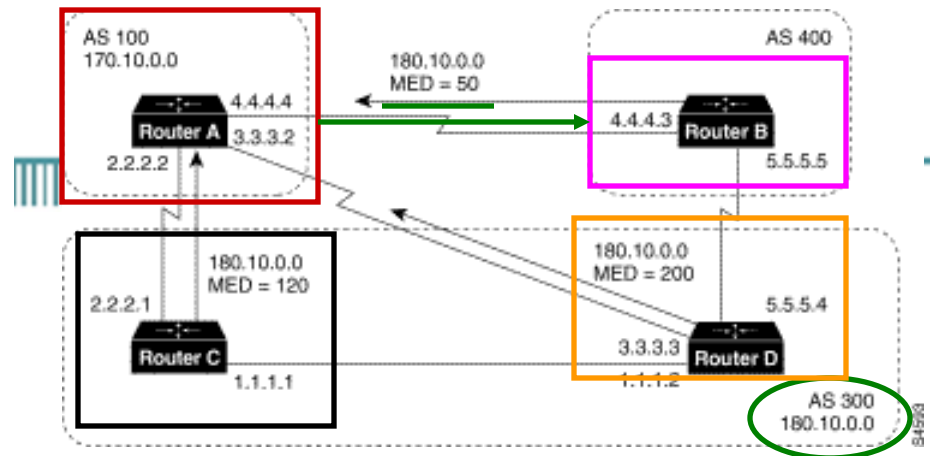 AS 100
170.10.0.0
180.10.0.0
MED = 50
AS 400
4.4.4.4
Router A
3.3.3.2
2.2.2.2
4.4.4.3
Router B
5.5.5.5
180.10.0.0
MED = 120
2.2.2.1
Router C
1.1.1.1
180.10.0.0
MED = 200
5.5.5.4
3.3.3.3
Router D
1.1.1.2
AS 300
180.10.0.0
S4593